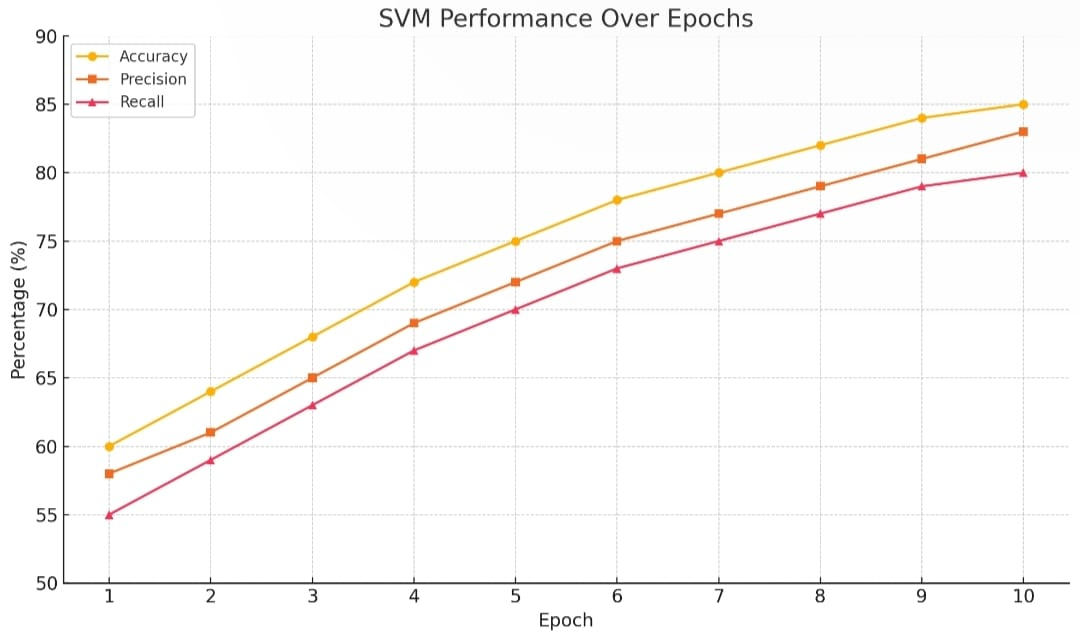 SVM Performance Over Epochs
Accuracy
Precision
Recall
Percentage (%)
90
85
80
75
70
65
60
55
50
1 2 3 4 5 6 7 8 9 10
Epoch